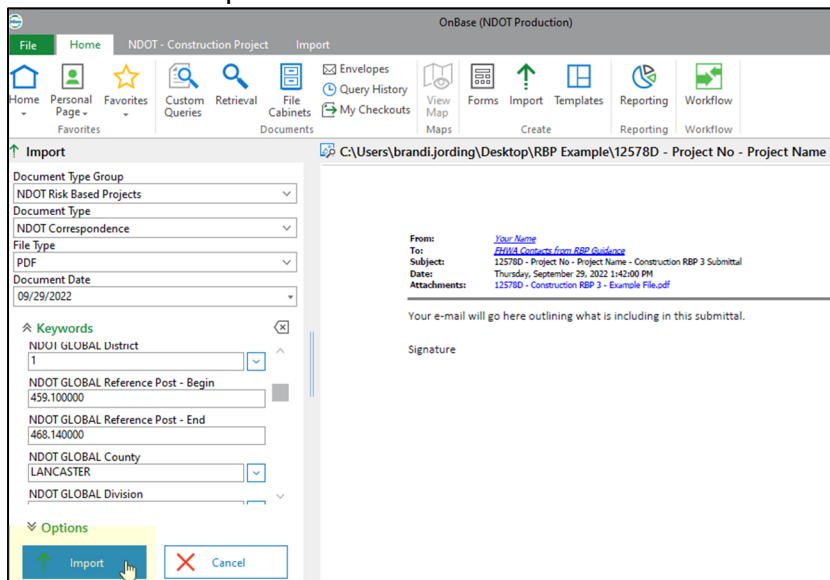 OnBase (NDOT Production)
File Home NDOT - Construction Project Import
Home Personal Page Favorites Custom Queries Retrieval File Cabinets Envelopes Query History My Checkouts View Map Forms Import Templates Reporting Workflow
Favorites Documents Maps Create Reporting Workflow
Import
C:\Users\brandi.jording\Desktop\RBP Example\12578D - Project No - Project Name
Document Type Group
NDOT Risk Based Projects
Document Type
NDOT Correspondence
File Type
PDF
Document Date
09/29/2022
Keywords
NDOT GLOBAL District
1
NDOT GLOBAL Reference Post - Begin
459.100000
NDOT GLOBAL Reference Post - End
468.140000
NDOT GLOBAL County
LANCASTER
NDOT GLOBAL Division
Options
Import Cancel
From: Your Name
To: FHWA Contacts from RBP Guidance
Subject: 12578D - Project No - Project Name - Construction RBP 3 Submittal
Date: Thursday, September 29, 2022 1:42:00 PM
Attachments: 12578D - Construction RBP 3 - Example File.pdf
Your e-mail will go here outlining what is including in this submittal.
Signature